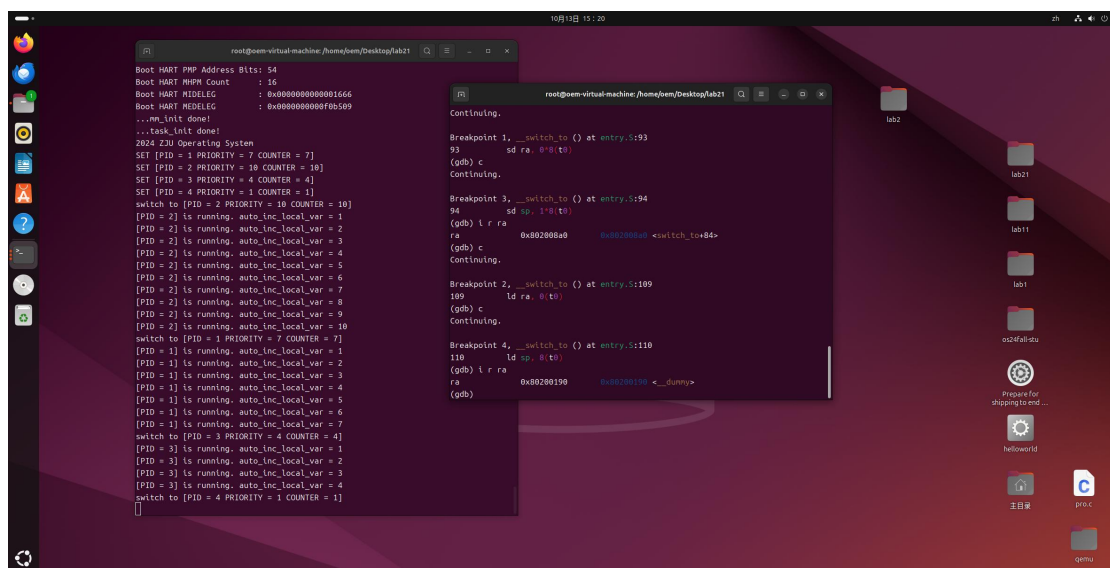 10月13日 15：20
zh
root@oem-virtual-machine: /home/oem/Desktop/lab21
Boot HART PMP Address Bits: 54
Boot HART MHPM Count      : 16
Boot HART MIDELEG         : 0x0000000000001666
Boot HART MEDELEG         : 0x0000000000f0b509
...mm_init done!
...task_init done!
2024 ZJU Operating System
SET [PID = 1 PRIORITY = 7 COUNTER = 7]
SET [PID = 2 PRIORITY = 10 COUNTER = 10]
SET [PID = 3 PRIORITY = 4 COUNTER = 4]
SET [PID = 4 PRIORITY = 1 COUNTER = 1]
switch to [PID = 2 PRIORITY = 10 COUNTER = 10]
[PID = 2] is running. auto_inc_local_var = 1
[PID = 2] is running. auto_inc_local_var = 2
[PID = 2] is running. auto_inc_local_var = 3
[PID = 2] is running. auto_inc_local_var = 4
[PID = 2] is running. auto_inc_local_var = 5
[PID = 2] is running. auto_inc_local_var = 6
[PID = 2] is running. auto_inc_local_var = 7
[PID = 2] is running. auto_inc_local_var = 8
[PID = 2] is running. auto_inc_local_var = 9
[PID = 2] is running. auto_inc_local_var = 10
switch to [PID = 1 PRIORITY = 7 COUNTER = 7]
[PID = 1] is running. auto_inc_local_var = 1
[PID = 1] is running. auto_inc_local_var = 2
[PID = 1] is running. auto_inc_local_var = 3
[PID = 1] is running. auto_inc_local_var = 4
[PID = 1] is running. auto_inc_local_var = 5
[PID = 1] is running. auto_inc_local_var = 6
[PID = 1] is running. auto_inc_local_var = 7
switch to [PID = 3 PRIORITY = 4 COUNTER = 4]
[PID = 3] is running. auto_inc_local_var = 1
[PID = 3] is running. auto_inc_local_var = 2
[PID = 3] is running. auto_inc_local_var = 3
[PID = 3] is running. auto_inc_local_var = 4
switch to [PID = 4 PRIORITY = 1 COUNTER = 1]
root@oem-virtual-machine: /home/oem/Desktop/lab21
Continuing.
Breakpoint 1, __switch_to () at entry.S:93
93          sd ra, 0*8(t0)
(gdb) c
Continuing.
Breakpoint 3, __switch_to () at entry.S:94
94          sd sp, 1*8(t0)
(gdb) i r ra
ra             0x802008a0       0x802008a0 <switch_to+84>
(gdb) c
Continuing.
Breakpoint 2, __switch_to () at entry.S:109
109         ld ra, 0(t0)
(gdb) c
Continuing.
Breakpoint 4, __switch_to () at entry.S:110
110         ld sp, 8(t0)
(gdb) i r ra
ra             0x80200190       0x80200190 <__dummy>
(gdb)
lab2
lab21
lab11
lab1
os24fall-stu
Prepare for
shipping to end ...
helloworld
主目录
pro.c
qemu